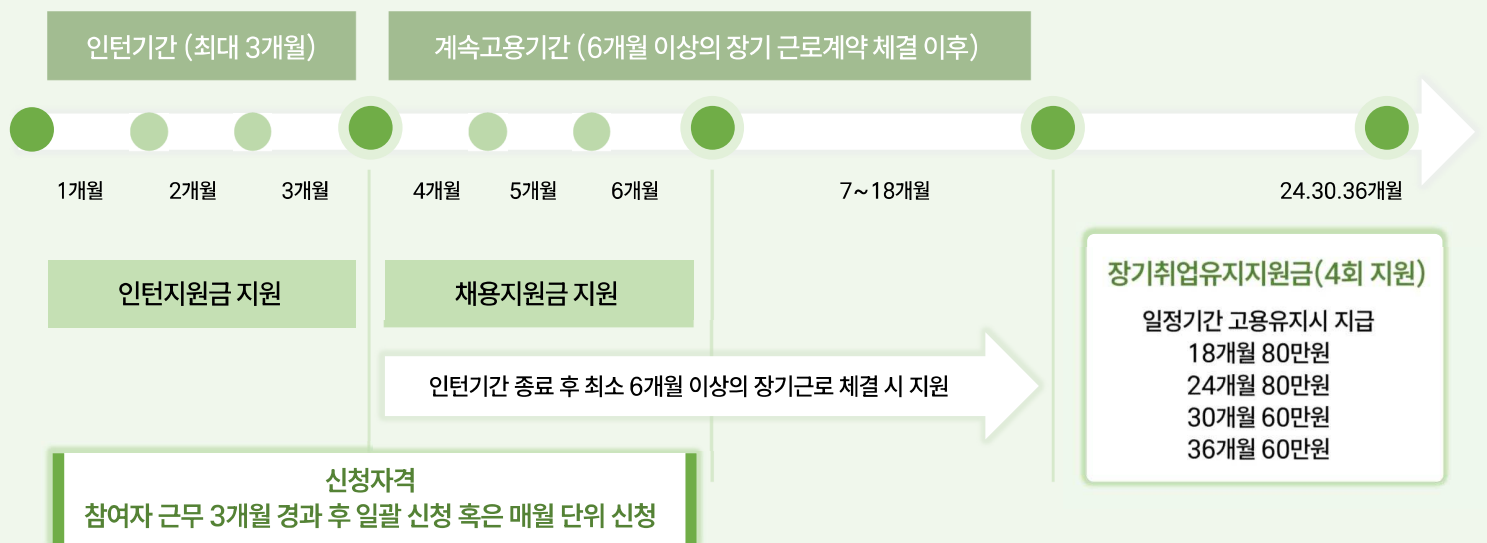 인턴기간 (최대 3개월)
계속고용기간 (6개월 이상의 장기 근로계약 체결 이후)
1개월
2개월
3개월
4개월
5개월
6개월
7~18개월
24.30.36개월
인턴지원금 지원
채용지원금 지원
장기취업유지지원금(4회 지원)
일정기간 고용유지시 지급
18개월 80만원
24개월 80만원
30개월 60만원
36개월 60만원
인턴기간 종료 후 최소 6개월 이상의 장기근로 체결 시 지원
신청자격
참여자 근무 3개월 경과 후 일괄 신청 혹은 매월 단위 신청